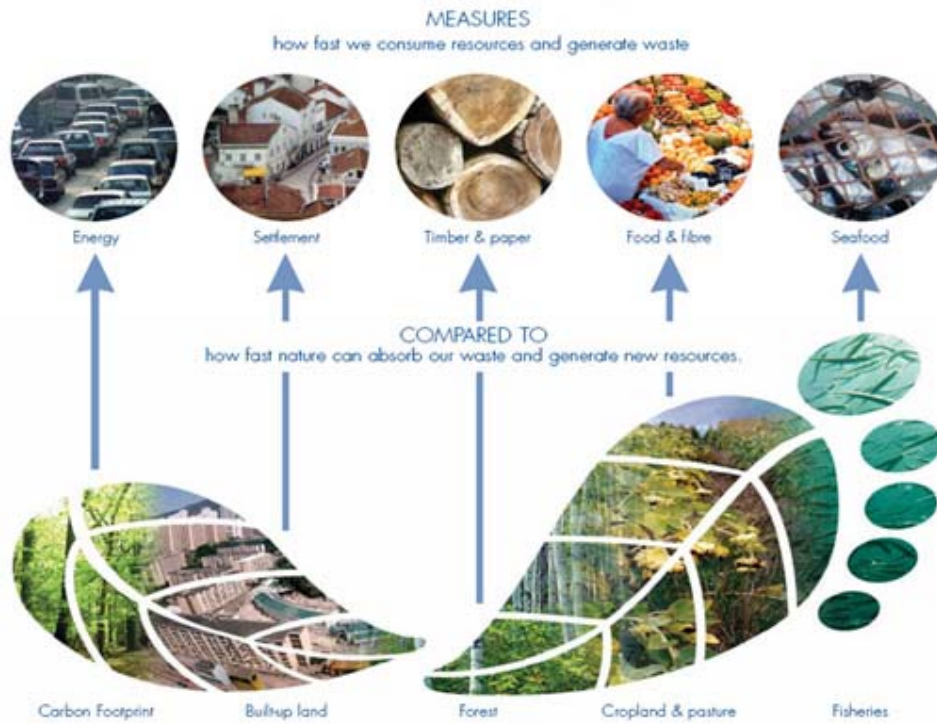 MEASURES
how fast we consume resources and generate waste
Energy
Settlement
Timber & paper
Food & fibre
Seafood
COMPARED TO
how fast nature can absorb our waste and generate new resources.
Carbon Footprint
Built-up land
Forest
Cropland & pasture
Fisheries